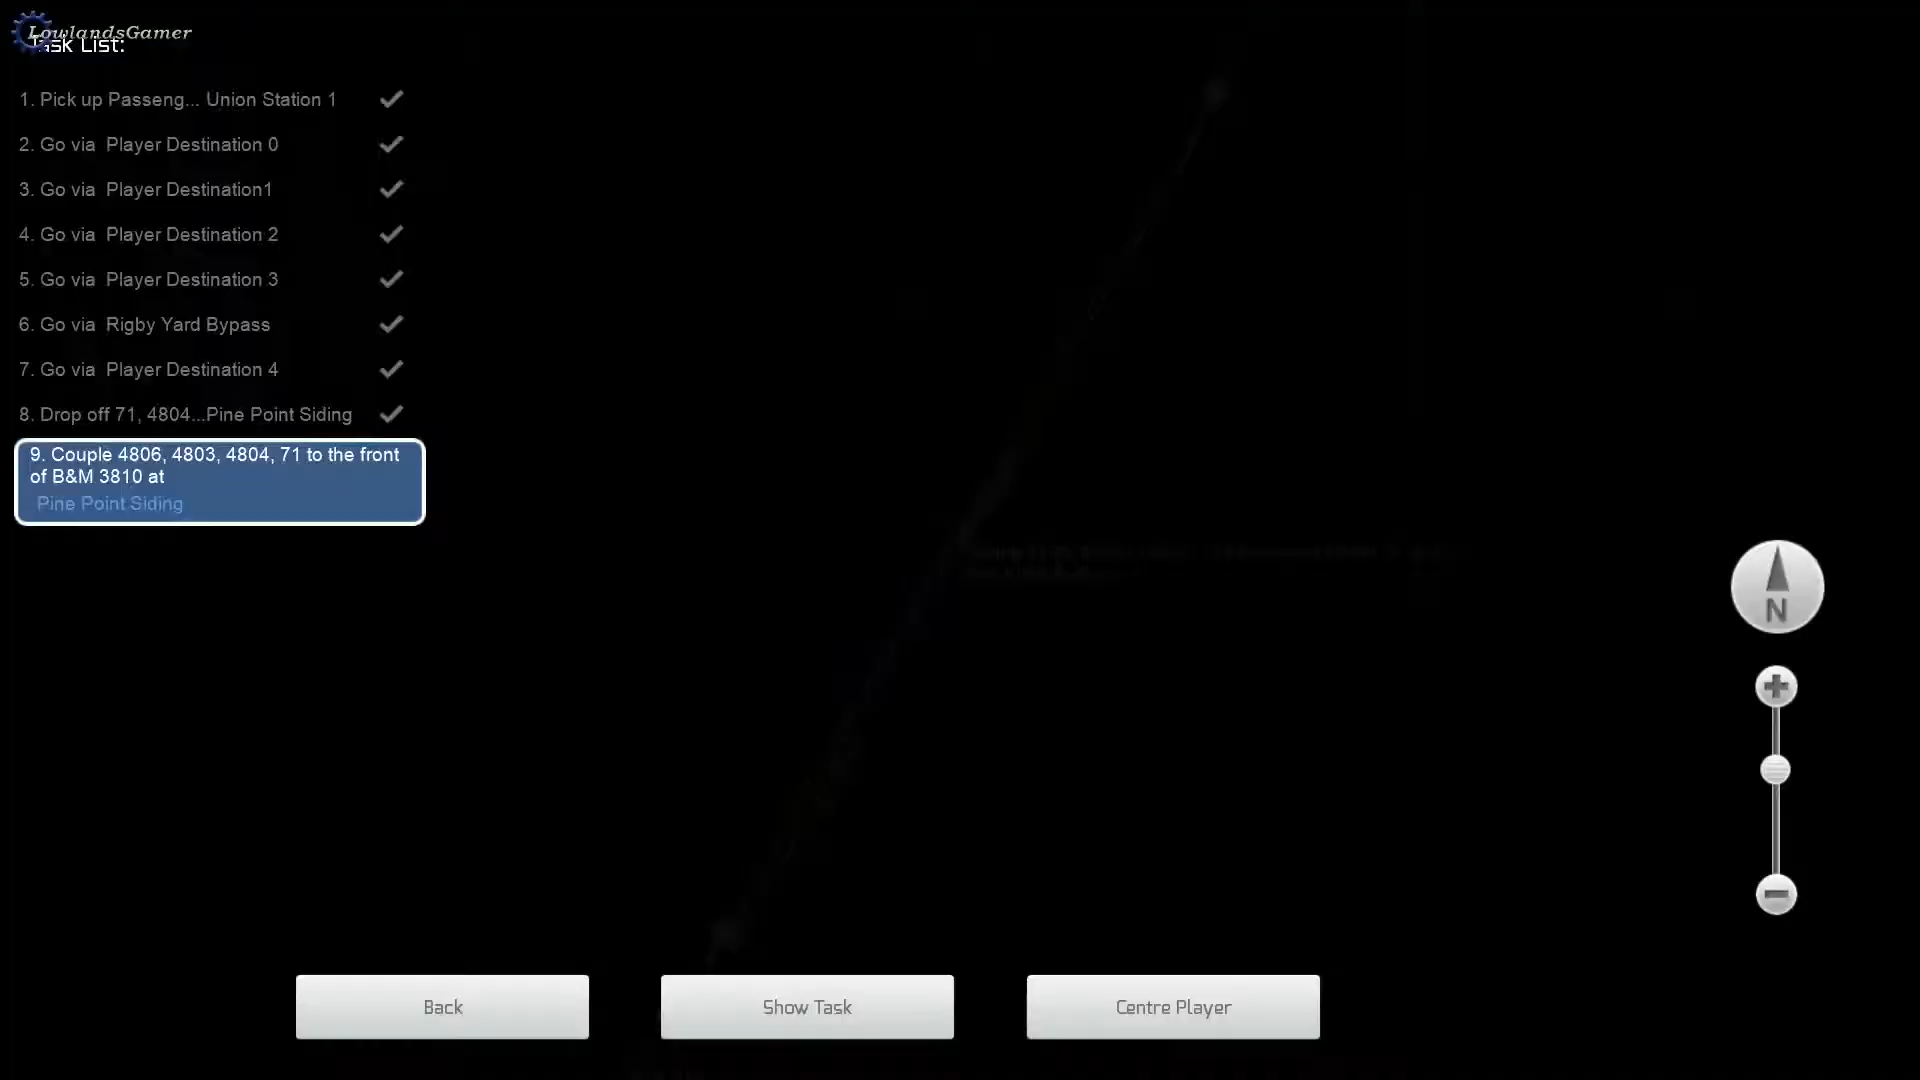 LowlandsGamer
Task List:
1. Pick up Passeng... Union Station 1
2. Go via Player Destination 0
3. Go via Player Destination1
4. Go via Player Destination 2
5. Go via Player Destination 3
6. Go via Rigby Yard Bypass
7. Go via Player Destination 4
8. Drop off 71, 4804...Pine Point Siding
9. Couple 4806, 4803, 4804, 71 to the front
of B&M 3810 at
Pine Point Siding
N
Back
Show Task
Centre Player